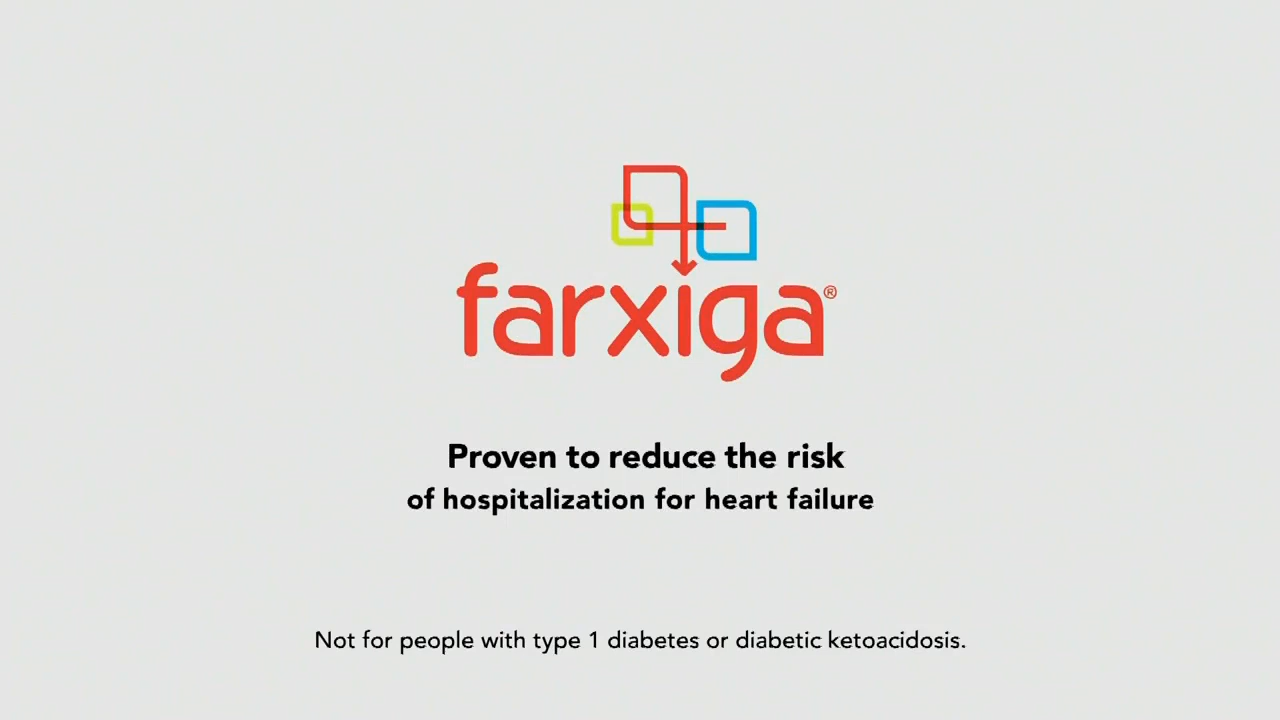 farxiga®
Proven to reduce the risk
of hospitalization for heart failure
Not for people with type 1 diabetes or diabetic ketoacidosis.